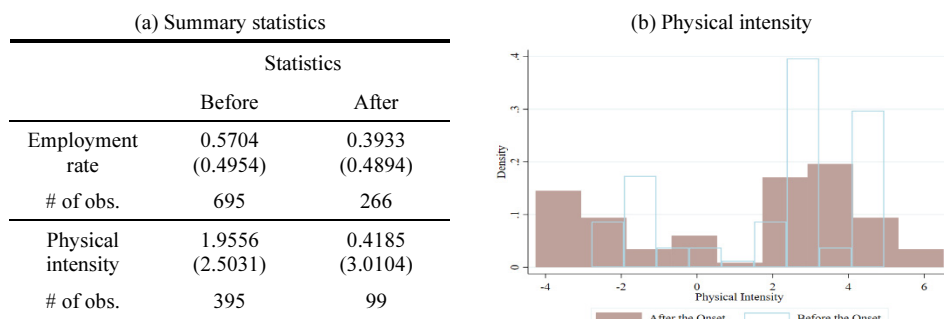 (a) Summary statistics
Statistics
Before After
Employment rate 0.5704 0.3933
(0.4954) (0.4894)
# of obs. 695 266
Physical intensity 1.9556 0.4185
(2.5031) (3.0104)
# of obs. 395 99
(b) Physical intensity
.4
.3
.2
.1
0
Density
-4 -2 0 2 4 6
Physical Intensity
After the Onset Before the Onset